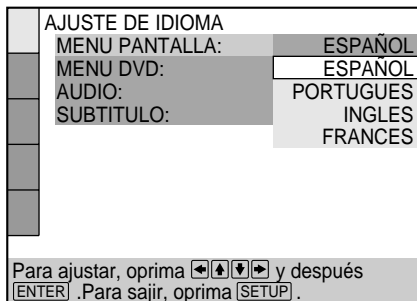 AJUSTE DE IDIOMA
MENU PANTALLA: ESPAÑOL
MENU DVD: ESPAÑOL
AUDIO: PORTUGUES
SUBTITULO: INGLES
FRANCES
Para ajustar, oprima ←↑↓→ y después
ENTER .Para sajir, oprima SETUP .